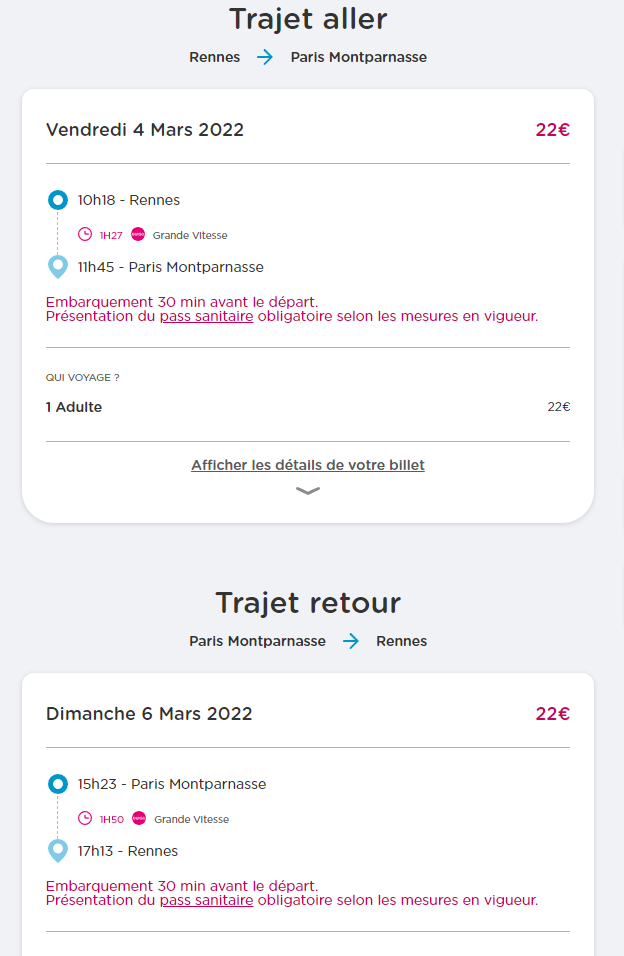 Trajet aller
Rennes Paris Montparnasse
Vendredi 4 Mars 2022 22€
10h18 - Rennes
1H27 Grande Vitesse
11h45 - Paris Montparnasse
Embarquement 30 min avant le départ.
Présentation du pass sanitaire obligatoire selon les mesures en vigueur.
QUI VOYAGE ?
1 Adulte 22€
Afficher les détails de votre billet
Trajet retour
Paris Montparnasse Rennes
Dimanche 6 Mars 2022 22€
15h23 - Paris Montparnasse
1H50 Grande Vitesse
17h13 - Rennes
Embarquement 30 min avant le départ.
Présentation du pass sanitaire obligatoire selon les mesures en vigueur.